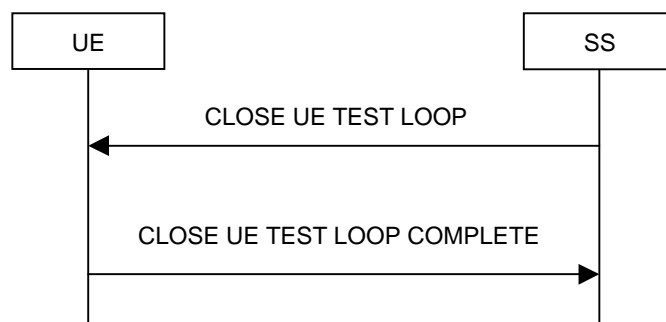 UE
SS
CLOSE UE TEST LOOP
CLOSE UE TEST LOOP COMPLETE